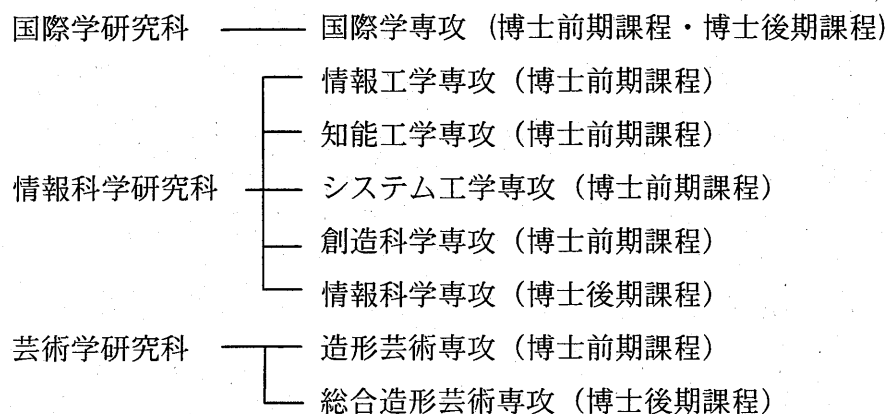 国際学研究科 国際学専攻（博士前期課程・博士後期課程）
情報工学専攻（博士前期課程）
知能工学専攻（博士前期課程）
情報科学研究科 システム工学専攻（博士前期課程）
創造科学専攻（博士前期課程）
情報科学専攻（博士後期課程）
芸術学研究科 造形芸術専攻（博士前期課程）
総合造形芸術専攻（博士後期課程）